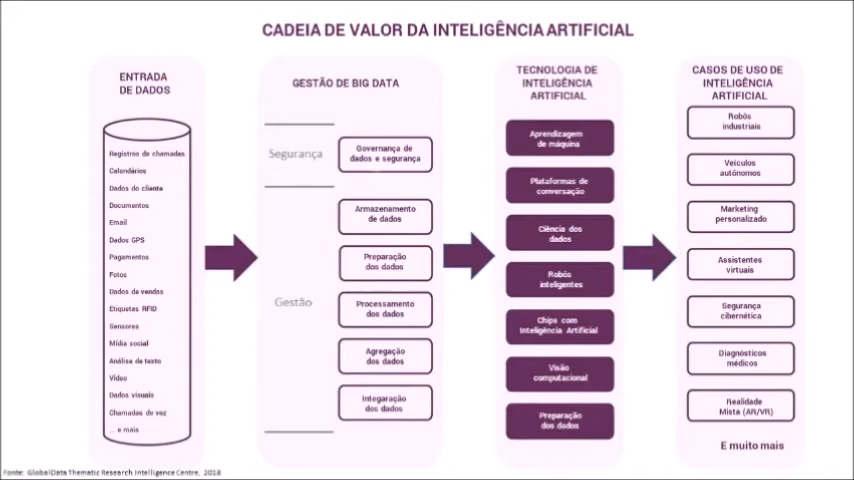 CADEIA DE VALOR DA INTELIGÊNCIA ARTIFICIAL
ENTRADA
DE DADOS
Registros de chamadas
Calendários
Dados do cliente
Documentos
Email
Dados GPS
Pagamentos
Fotos
Dados de vendas
Etiquetas RFID
Sensores
Mídia social
Análise de texto
Vídeo
Dados visuais
Chamadas de voz
... e mais
GESTÃO DE BIG DATA
Segurança
Governança de
dados e segurança
Gestão
Armazenamento
de dados
Preparação
dos dados
Processamento
dos dados
Agregação
dos dados
Integaração
dos dados
TECNOLOGIA DE
INTELIGÊNCIA
ARTIFICIAL
Aprendizagem
de máquina
Plataformas de
conversação
Ciência dos
dados
Robôs
inteligentes
Chips com
Inteligência Artificial
Visão
computacional
Preparação
dos dados
CASOS DE USO DE
INTELIGÊNCIA
ARTIFICIAL
Robôs
industriais
Veículos
autônomos
Marketing
personalizado
Assistentes
virtuais
Segurança
cibernética
Diagnósticos
médicos
Realidade
Mista (AR/VR)
E muito mais
Fonte: GlobalData Thematic Research Intelligence Centre, 2018